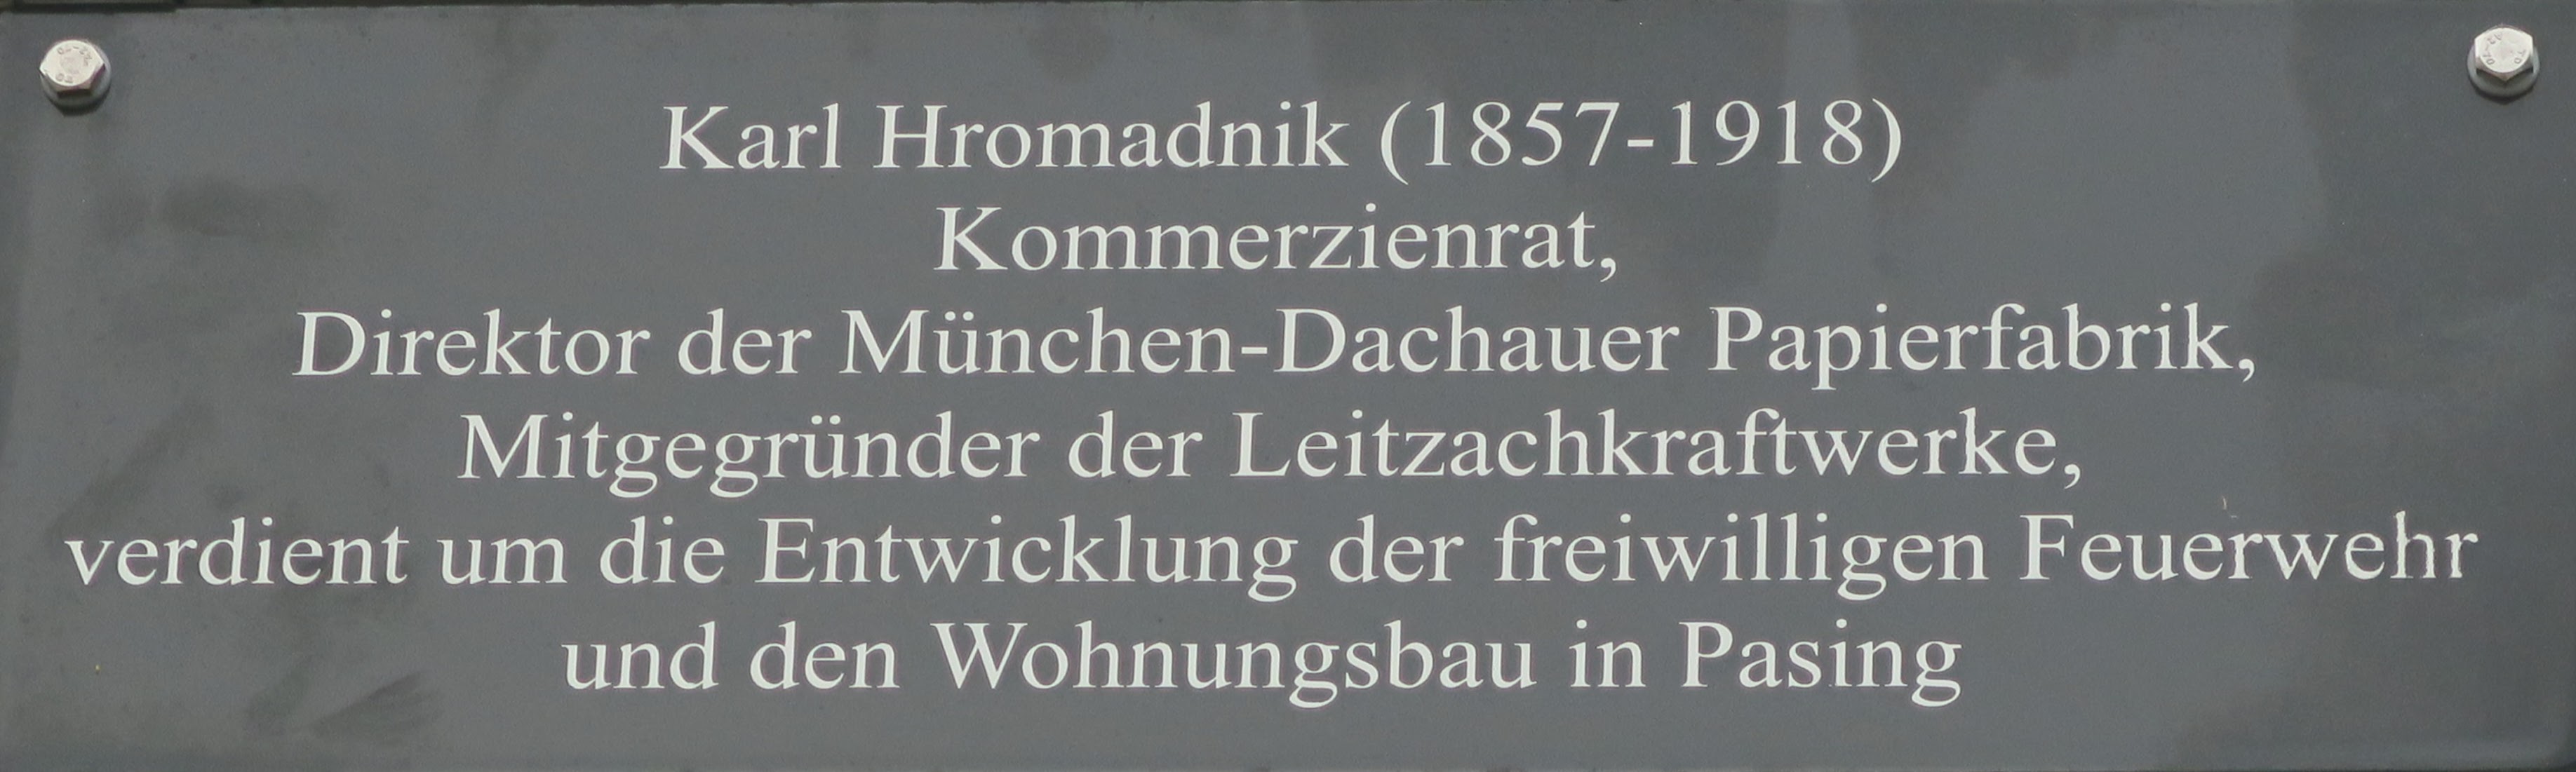 Karl Hromadnik (1857-1918)
Kommerzienrat,
Direktor der München-Dachauer Papierfabrik,
Mitgegründer der Leitzachkraftwerke,
verdient um die Entwicklung der freiwilligen Feuerwehr
und den Wohnungsbau in Pasing